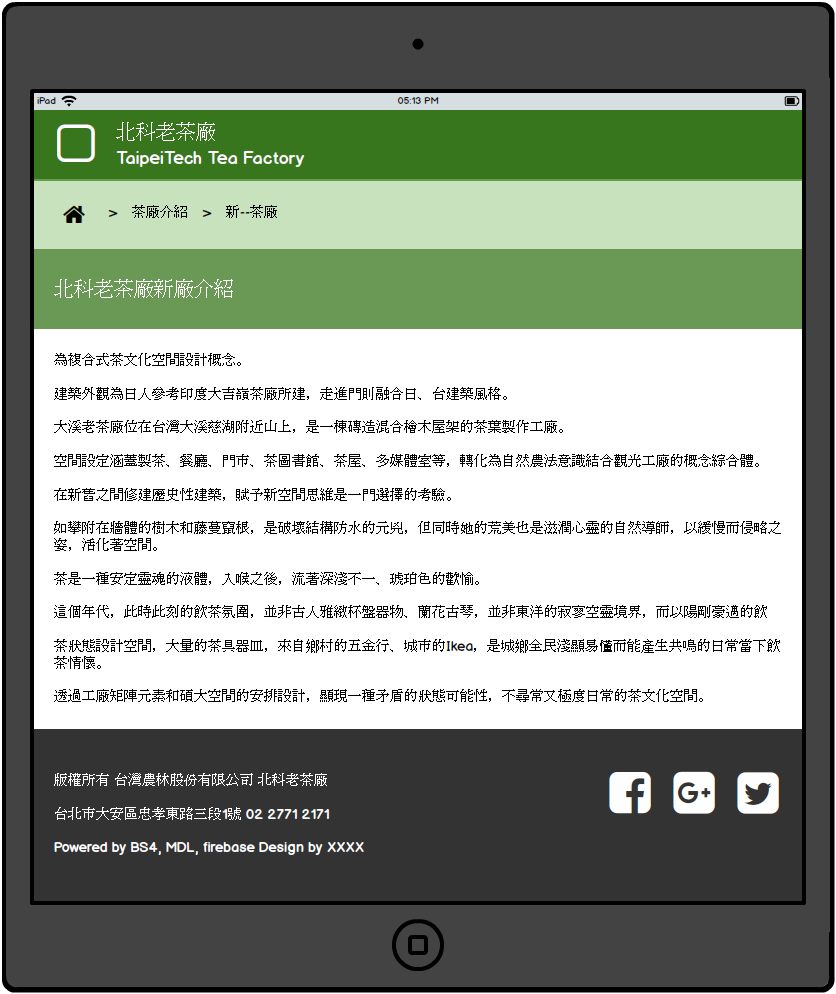 iPad 05:13 PM
北科老茶廠
TaipeiTech Tea Factory
> 茶廠介紹 > 新--茶廠
北科老茶廠新廠介紹
為複合式茶文化空間設計概念。
建築外觀為日人參考印度大吉嶺茶廠所建，走進門則融合日、台建築風格。
大溪老茶廠位在台灣大溪慈湖附近山上，是一棟磚造混合檜木屋架的茶葉製作工廠。
空間設定涵蓋製茶、餐廳、門市、茶圖書館、茶屋、多媒體室等，轉化為自然農法意識結合觀光工廠的概念綜合體。
在新舊之間修建歷史性建築，賦予新空間思維是一門選擇的考驗。
如攀附在牆體的樹木和藤蔓竄根，是破壞結構防水的元兇，但同時她的荒美也是滋潤心靈的自然導師，以緩慢而侵略之
姿，活化著空間。
茶是一種安定靈魂的液體，入喉之後，流著深淺不一、琥珀色的歡愉。
這個年代，此時此刻的飲茶氛圍，並非古人雅緻杯盤器物、蘭花古琴，並非東洋的寂寥空靈境界，而以陽剛豪邁的飲
茶狀態設計空間，大量的茶具器皿，來自鄉村的五金行、城市的Ikea，是城鄉全民淺顯易懂而能產生共鳴的日常當下飲
茶情懷。
透過工廠矩陣元素和碩大空間的安排設計，顯現一種矛盾的狀態可能性，不尋常又極度日常的茶文化空間。
版權所有 台灣農林股份有限公司 北科老茶廠
台北市大安區忠孝東路三段1號 02 2771 2171
Powered by BS4, MDL, firebase Design by XXXX